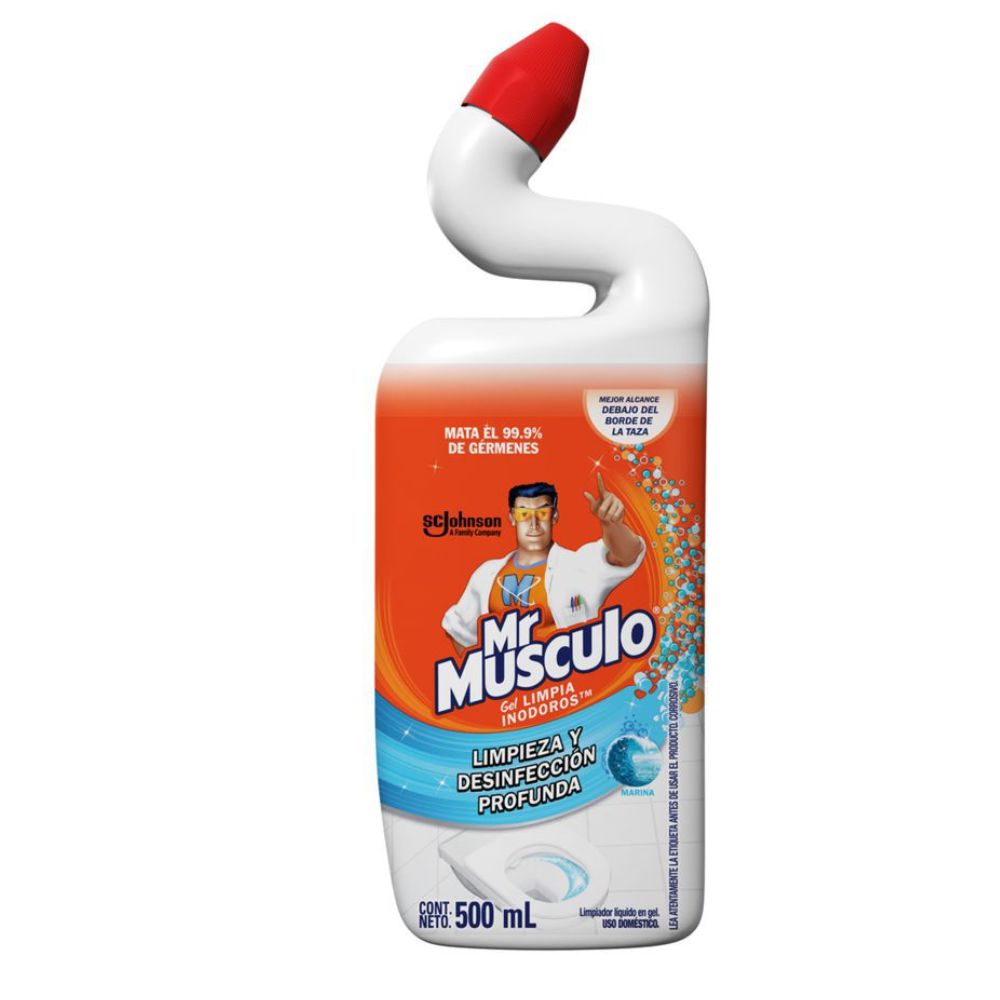 MEJOR ALCANCE
DEBAJO DEL
BORDE DE
LA TAZA
MATA EL 99.9%
DE GÉRMENES
SCJohnson
A Family Company
M
Mr
MUSCULO®
Gel LIMPIA
INODOROS™
LIMPIEZA Y
DESINFECCIÓN
PROFUNDA
MARINA
CONT.
NETO. 500 mL
Limpiador líquido en gel.
USO DOMÉSTICO.
LEA ATENTAMENTE LA ETIQUETA ANTES DE USAR EL PRODUCTO. CORROSIVO.